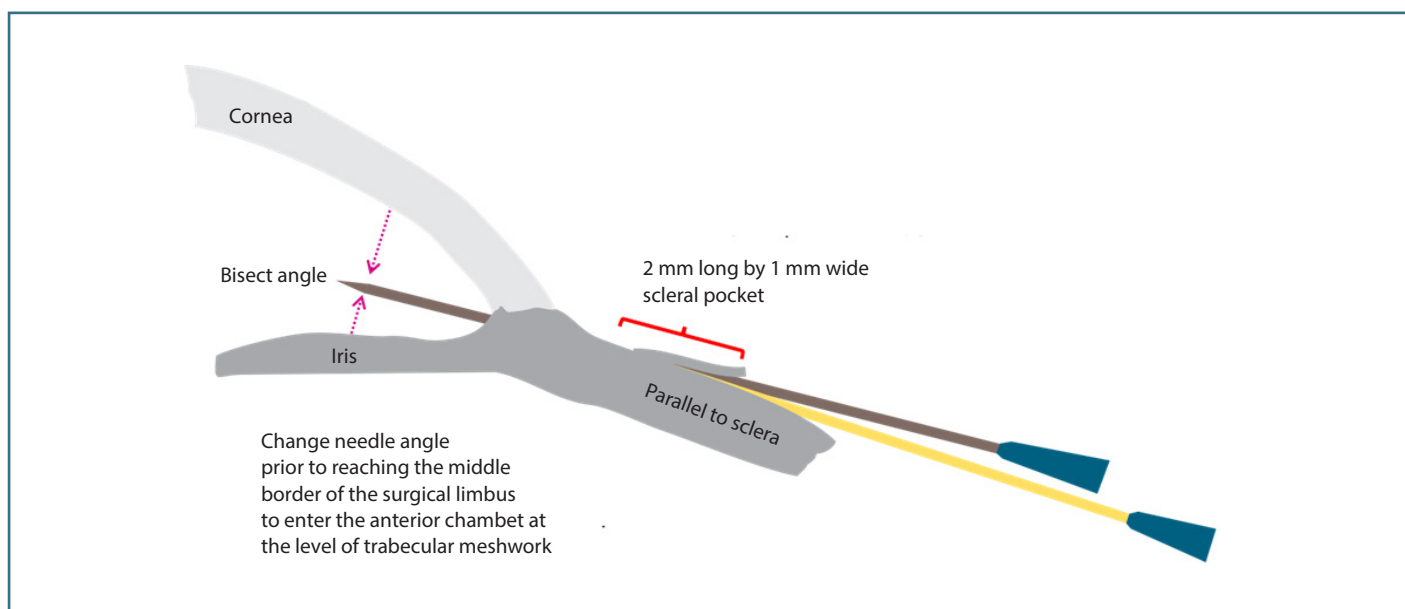 Cornea
2 mm long by 1 mm wide
scleral pocket
Bisect angle
Iris
Parallel to sclera
Change needle angle
prior to reaching the middle
border of the surgical limbus
to enter the anterior chambet at
the level of trabecular meshwork